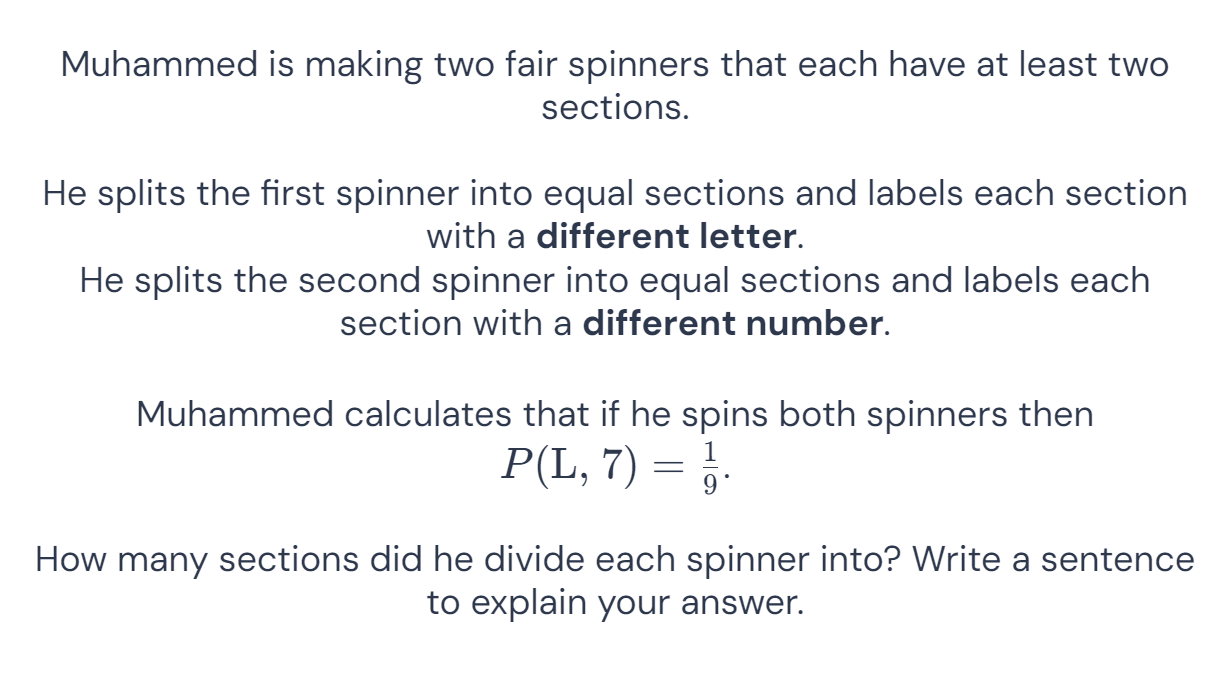 Muhammed is making two fair spinners that each have at least two
sections.
He splits the first spinner into equal sections and labels each section
with a different letter.
He splits the second spinner into equal sections and labels each
section with a different number.
Muhammed calculates that if he spins both spinners then
P(L, 7) = 1/9.
How many sections did he divide each spinner into? Write a sentence
to explain your answer.